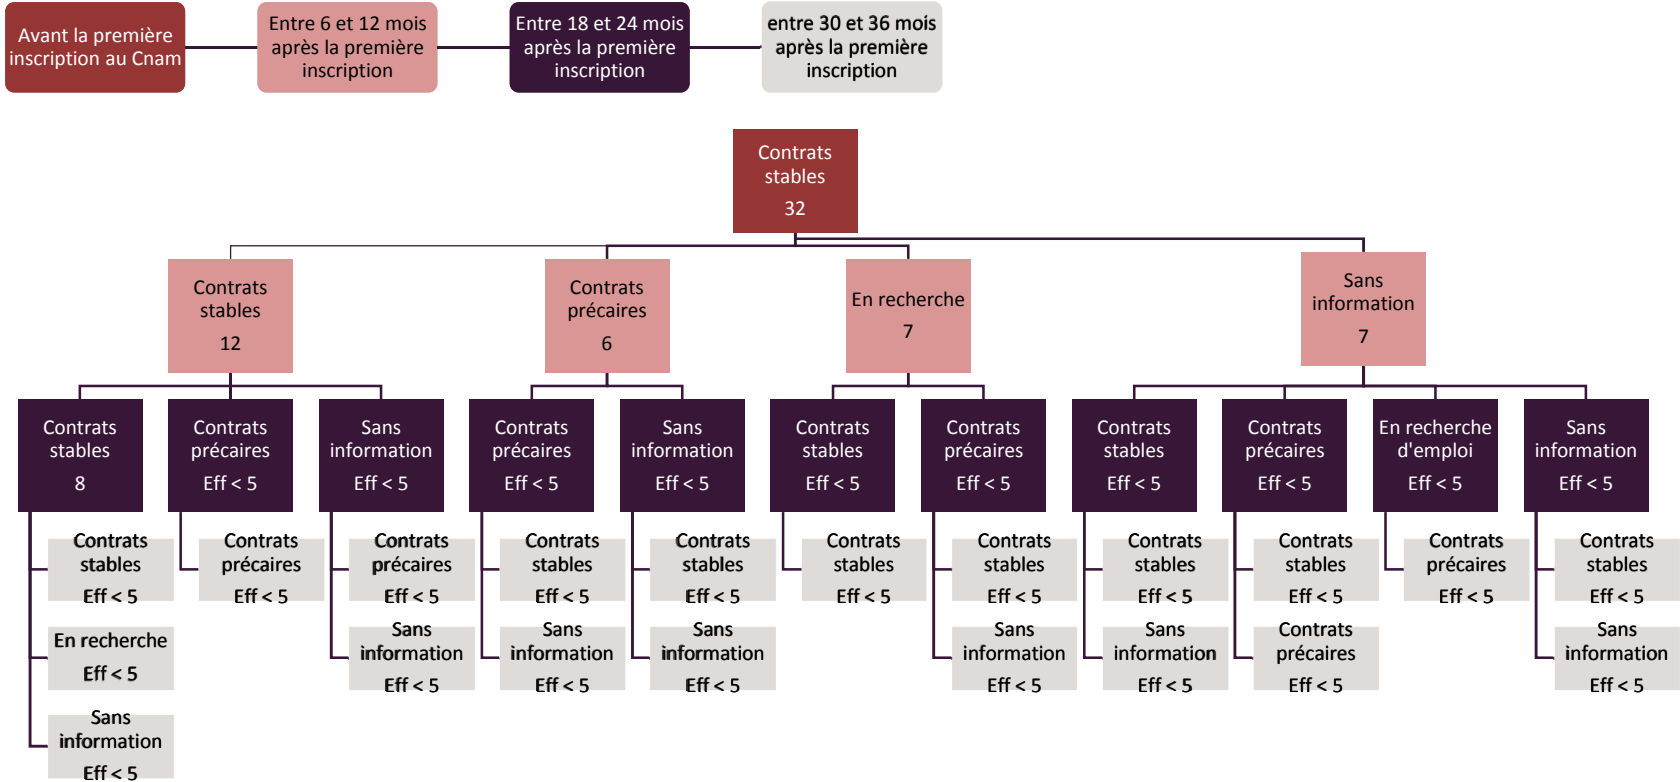 Avant la première
inscription au Cnam
Entre 6 et 12 mois
après la première
inscription
Entre 18 et 24 mois
après la première
inscription
entre 30 et 36 mois
après la première
inscription
Contrats
stables
32
Contrats
stables
12
Contrats
précaires
6
En recherche
7
Sans
information
7
Contrats
stables
8
Contrats
précaires
Eff < 5
Sans
information
Eff < 5
Contrats
précaires
Eff < 5
Sans
information
Eff < 5
Contrats
stables
Eff < 5
Contrats
précaires
Eff < 5
Contrats
stables
Eff < 5
Contrats
précaires
Eff < 5
En recherche
d'emploi
Eff < 5
Sans
information
Eff < 5
Contrats
stables
Eff < 5
Contrats
précaires
Eff < 5
Contrats
précaires
Eff < 5
Contrats
stables
Eff < 5
Contrats
stables
Eff < 5
Contrats
stables
Eff < 5
Contrats
stables
Eff < 5
Contrats
stables
Eff < 5
Contrats
stables
Eff < 5
Contrats
précaires
Eff < 5
Contrats
stables
Eff < 5
En recherche
Eff < 5
Sans
information
Eff < 5
Sans
information
Eff < 5
Sans
information
Eff < 5
Sans
information
Eff < 5
Sans
information
Eff < 5
Contrats
précaires
Eff < 5
Sans
information
Eff < 5
Sans
information
Eff < 5